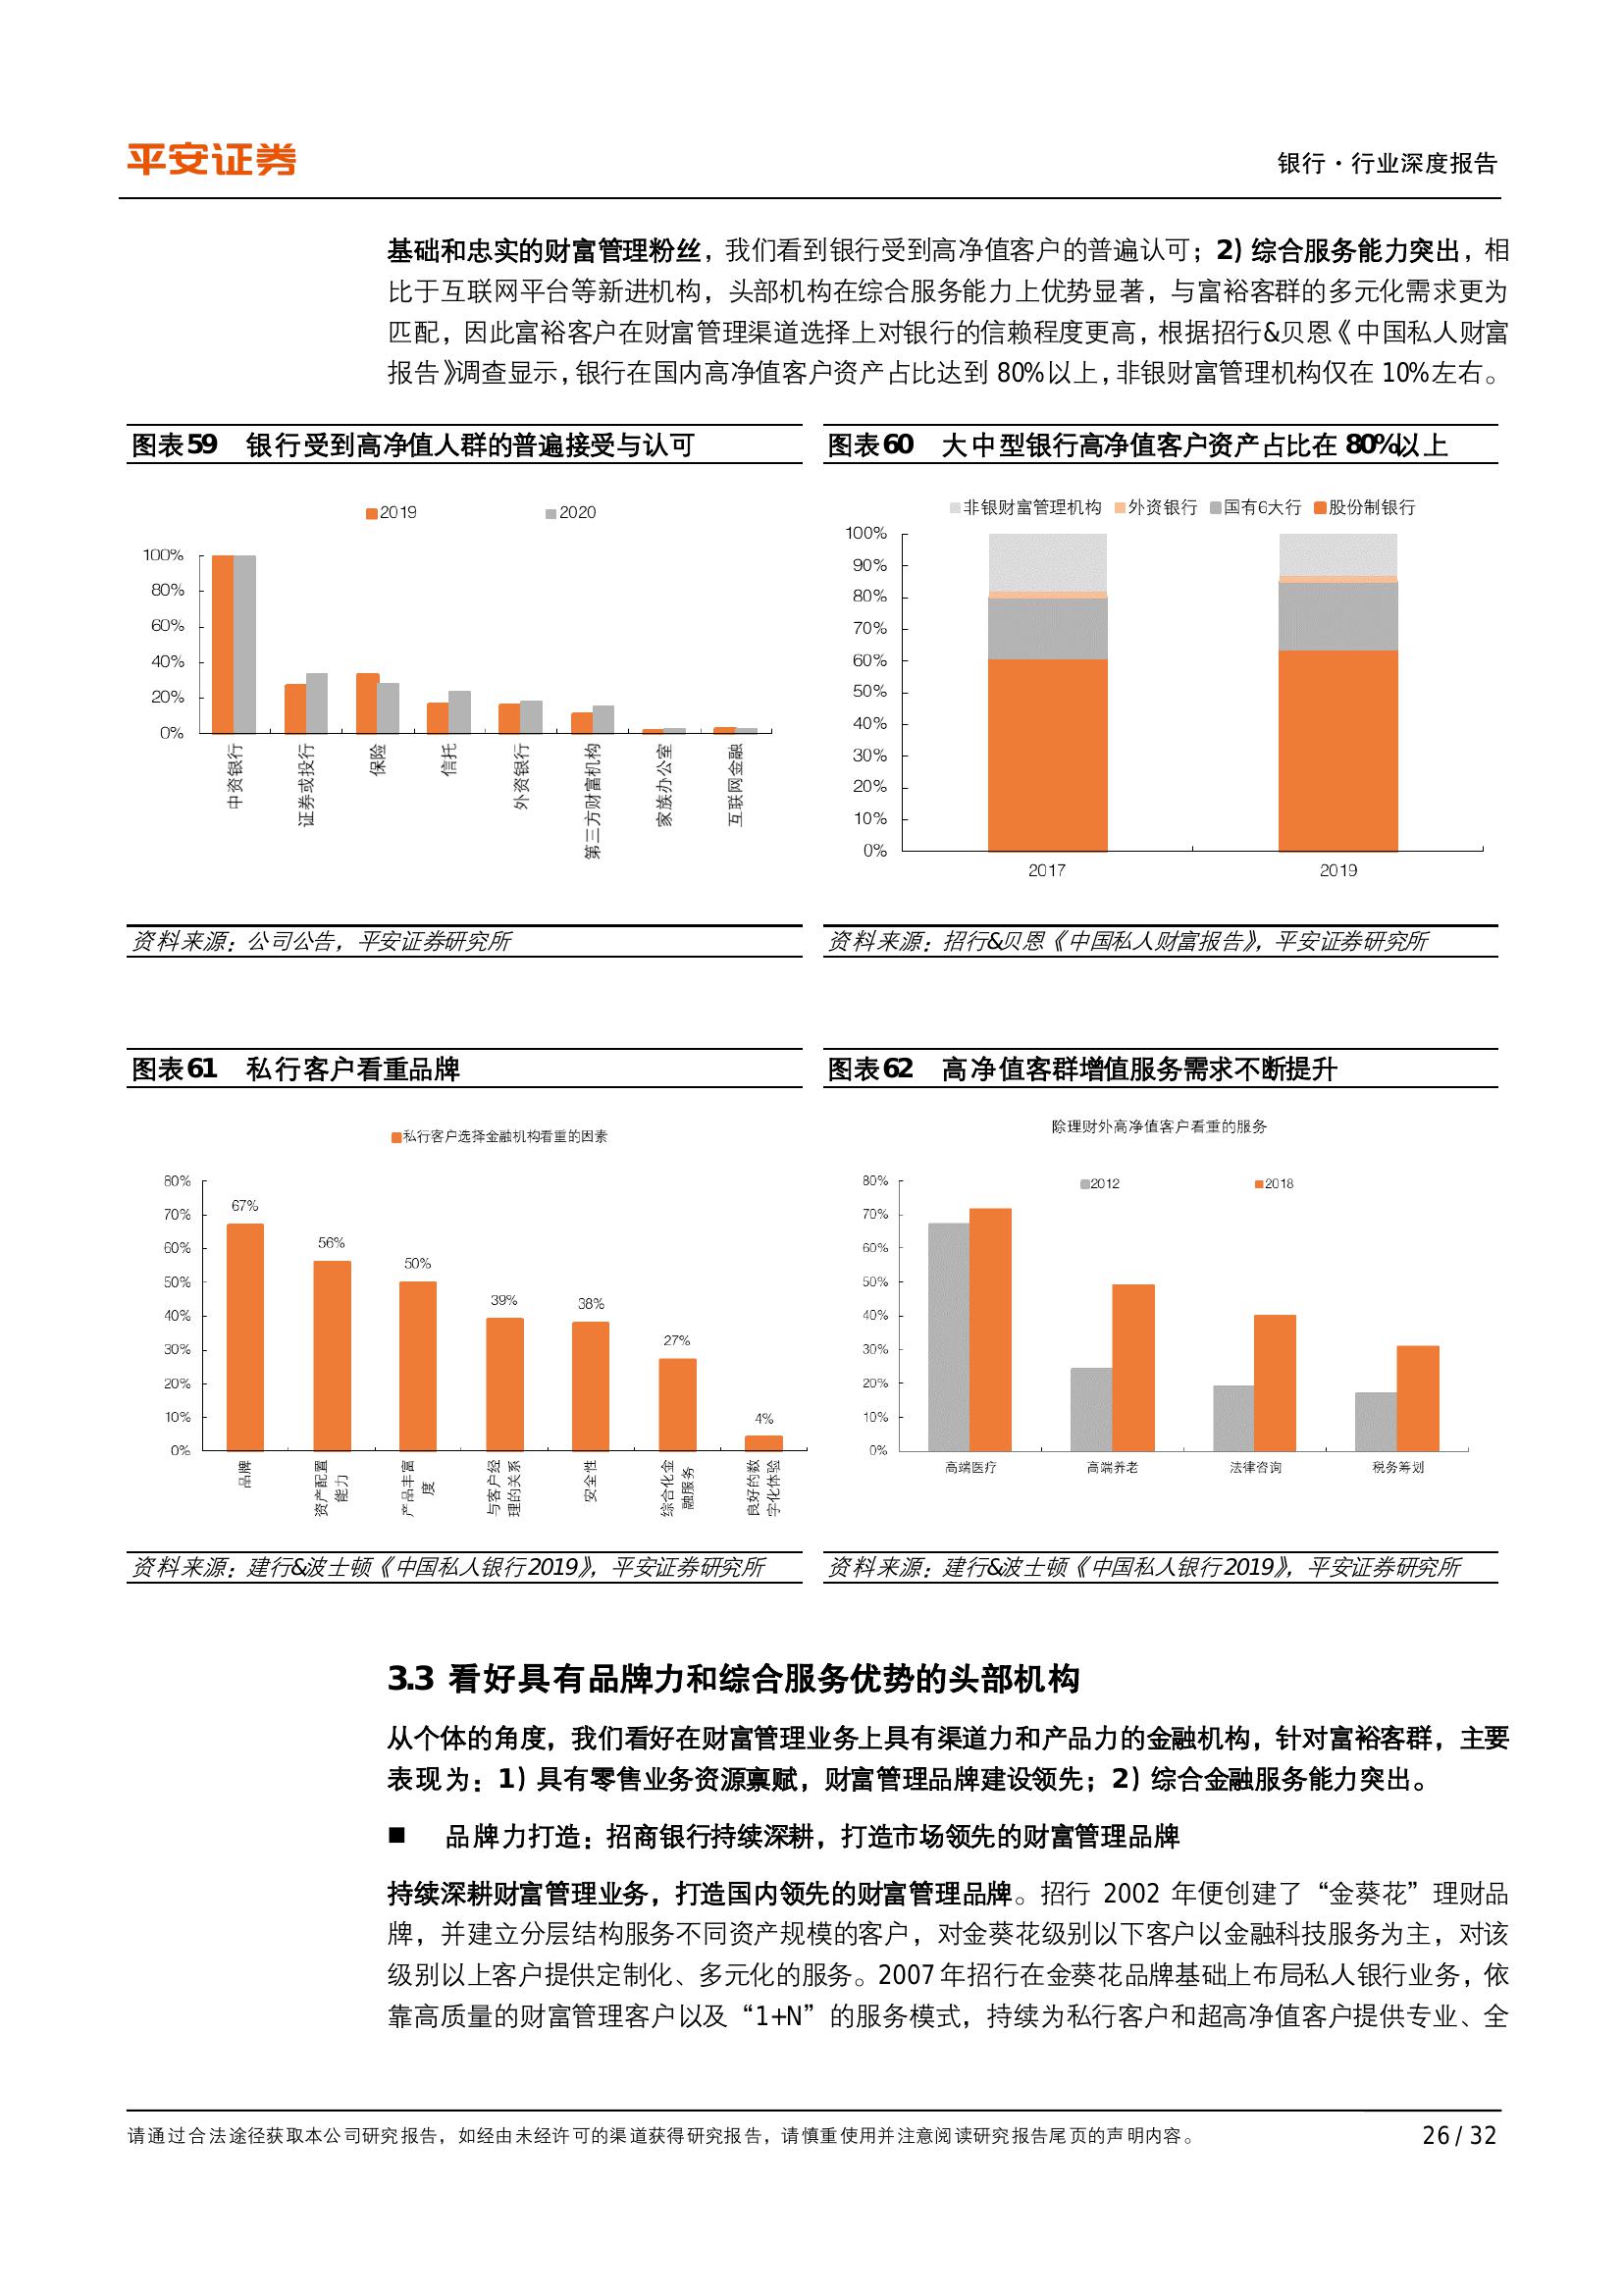 平安证券
银行·行业深度报告
基础和忠实的财富管理粉丝，我们看到银行受到高净值客户的普遍认可；2) 综合服务能力突出，相
比于互联网平台等新进机构，头部机构在综合服务能力上优势显著，与富裕客群的多元化需求更为
匹配，因此富裕客户在财富管理渠道选择上对银行的信赖程度更高，根据招行&贝恩《中国私人财富
报告》调查显示，银行在国内高净值客户资产占比达到 80%以上，非银财富管理机构仅在 10%左右。
图表59 银行受到高净值人群的普遍接受与认可
2019 2020
100%
80%
60%
40%
20%
0%
中资银行
证券或投行
保险
信托
外资银行
第三方财富机构
家族办公室
互联网金融
资料来源：公司公告，平安证券研究所
图表60 大中型银行高净值客户资产占比在 80%以上
非银财富管理机构 外资银行 国有6大行 股份制银行
100%
90%
80%
70%
60%
50%
40%
30%
20%
10%
0%
2017 2019
资料来源：招行&贝恩《中国私人财富报告》，平安证券研究所
图表61 私行客户看重品牌
私行客户选择金融机构看重的因素
80%
70%
60%
50%
40%
30%
20%
10%
0%
67%
56%
50%
39%
38%
27%
4%
品牌
资产配置
能力
产品丰富
度
与客户经
理的关系
安全性
综合化金
融服务
良好的数
字化体验
资料来源：建行&波士顿《中国私人银行2019》，平安证券研究所
图表62 高净值客群增值服务需求不断提升
除理财外高净值客户看重的服务
2012 2018
80%
70%
60%
50%
40%
30%
20%
10%
0%
高端医疗 高端养老 法律咨询 税务筹划
资料来源：建行&波士顿《中国私人银行2019》，平安证券研究所
3.3 看好具有品牌力和综合服务优势的头部机构
从个体的角度，我们看好在财富管理业务上具有渠道力和产品力的金融机构，针对富裕客群，主要
表现为：1) 具有零售业务资源禀赋，财富管理品牌建设领先；2) 综合金融服务能力突出。
■ 品牌力打造：招商银行持续深耕，打造市场领先的财富管理品牌
持续深耕财富管理业务，打造国内领先的财富管理品牌。招行 2002 年便创建了“金葵花”理财品
牌，并建立分层结构服务不同资产规模的客户，对金葵花级别以下客户以金融科技服务为主，对该
级别以上客户提供定制化、多元化的服务。2007年招行在金葵花品牌基础上布局私人银行业务，依
靠高质量的财富管理客户以及“1+N”的服务模式，持续为私行客户和超高净值客户提供专业、全
请通过合法途径获取本公司研究报告，如经由未经许可的渠道获得研究报告，请慎重使用并注意阅读研究报告尾页的声明内容。
26 / 32